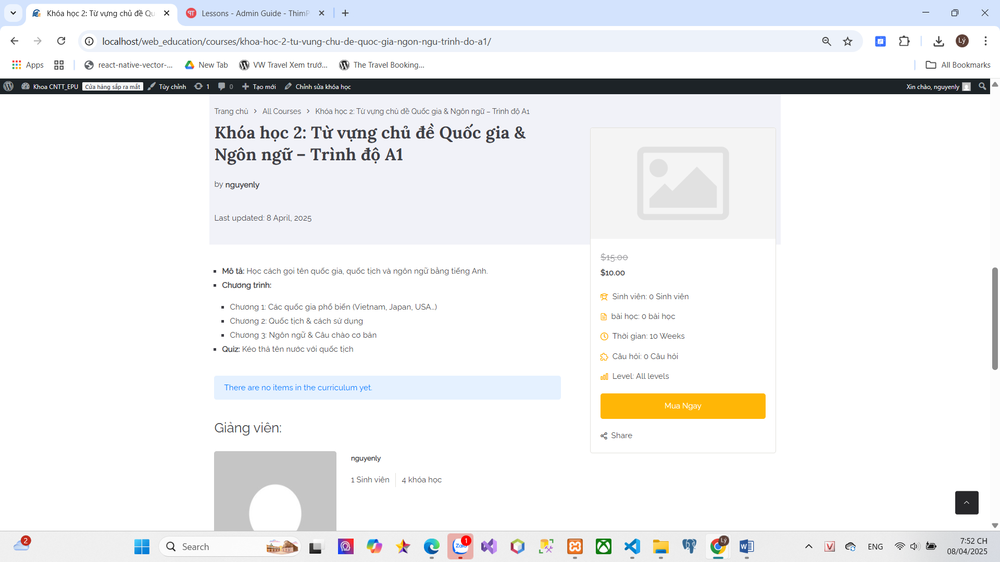 Khóa học 2: Từ vựng chủ đề Qu
Lessons - Admin Guide - ThimP
localhost/web_education/courses/khoa-hoc-2-tu-vung-chu-de-quoc-gia-ngon-ngu-trinh-do-a1/
Lý
Apps
react-native-vector-...
New Tab
VW Travel Xem trướ...
The Travel Booking...
All Bookmarks
Khoa CNTT_EPU
Cửa hàng sắp ra mắt
Tùy chỉnh
1
0
Tạo mới
Chỉnh sửa khóa học
Xin chào, nguyenly
Trang chủ > All Courses > Khóa học 2: Từ vựng chủ đề Quốc gia & Ngôn ngữ – Trình độ A1
Khóa học 2: Từ vựng chủ đề Quốc gia &
Ngôn ngữ – Trình độ A1
by nguyenly
Last updated: 8 April, 2025
Mô tả: Học cách gọi tên quốc gia, quốc tịch và ngôn ngữ bằng tiếng Anh.
Chương trình:
Chương 1: Các quốc gia phổ biến (Vietnam, Japan, USA…)
Chương 2: Quốc tịch & cách sử dụng
Chương 3: Ngôn ngữ & Câu chào cơ bản
Quiz: Kéo thả tên nước với quốc tịch
There are no items in the curriculum yet.
Giảng viên:
nguyenly
1 Sinh viên
4 khóa học
$15.00
$10.00
Sinh viên: 0 Sinh viên
bài học: 0 bài học
Thời gian: 10 Weeks
Câu hỏi: 0 Câu hỏi
Level: All levels
Mua Ngay
Share
2
Search
Zalo
1
Lý
ENG
7:52 CH
08/04/2025